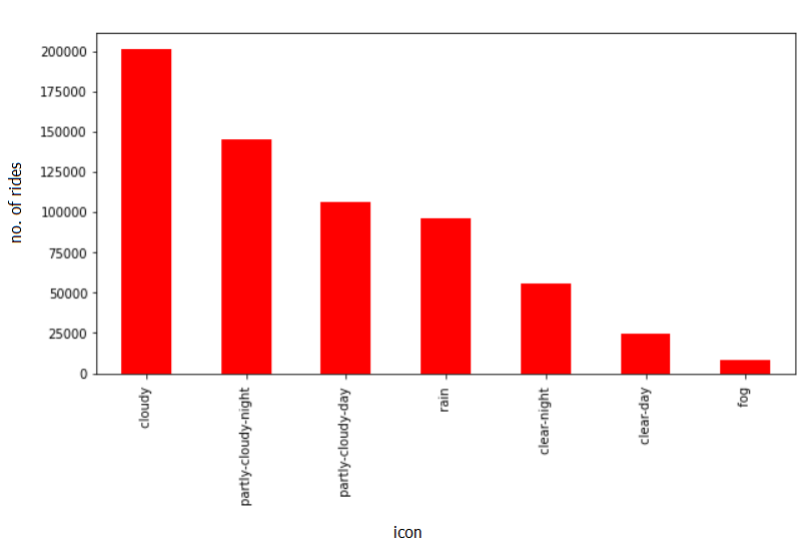 200000
175000
150000
125000
100000
75000
50000
25000
0
no. of rides
cloudy
partly-cloudy-night
partly-cloudy-day
rain
clear-night
clear-day
fog
icon